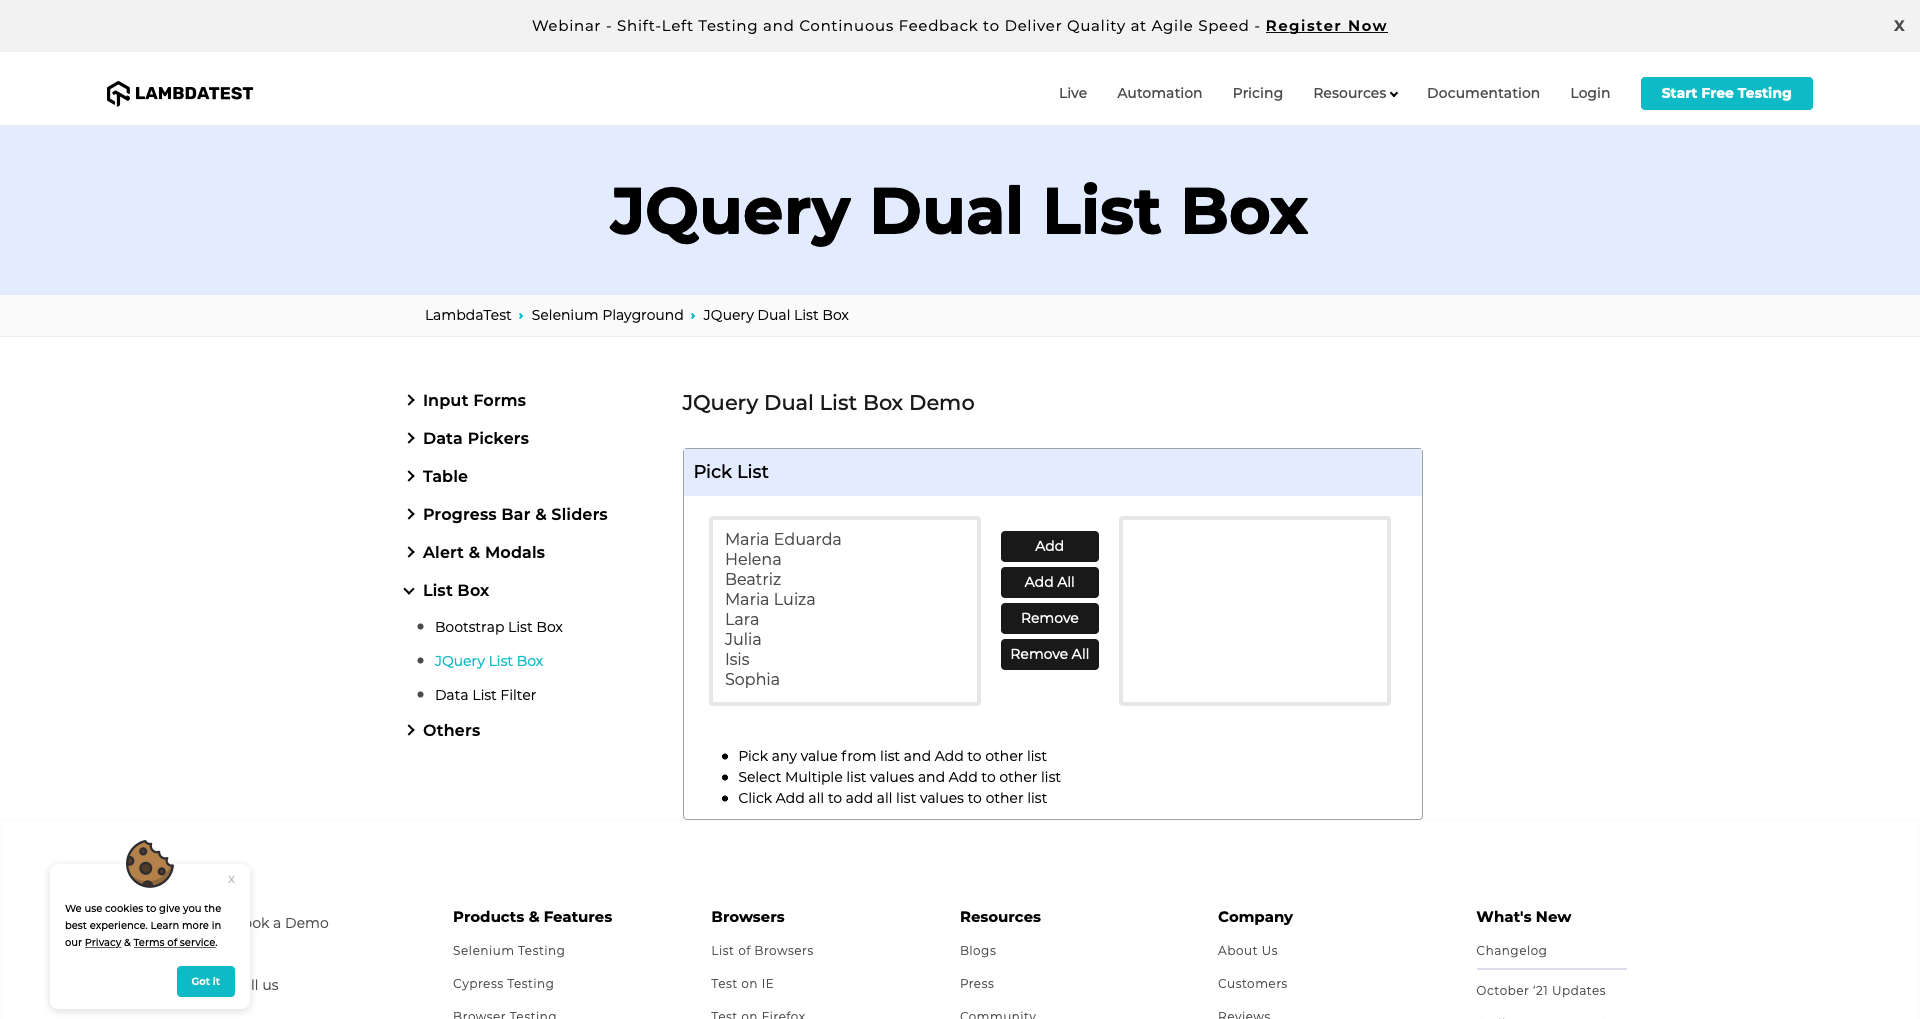 Webinar - Shift-Left Testing and Continuous Feedback to Deliver Quality at Agile Speed - Register Now
X
LAMBDATEST
Live
Automation
Pricing
Resources
Documentation
Login
Start Free Testing
JQuery Dual List Box
LambdaTest › Selenium Playground › JQuery Dual List Box
Input Forms
Data Pickers
Table
Progress Bar & Sliders
Alert & Modals
List Box
Bootstrap List Box
JQuery List Box
Data List Filter
Others
JQuery Dual List Box Demo
Pick List
Maria Eduarda
Helena
Beatriz
Maria Luiza
Lara
Julia
Isis
Sophia
Add
Add All
Remove
Remove All
Pick any value from list and Add to other list
Select Multiple list values and Add to other list
Click Add all to add all list values to other list
x
We use cookies to give you the
best experience. Learn more in
our Privacy & Terms of service.
Got it
ook a Demo
ll us
Products & Features
Selenium Testing
Cypress Testing
Browser Testing
Browsers
List of Browsers
Test on IE
Test on Firefox
Resources
Blogs
Press
Community
Company
About Us
Customers
Reviews
What's New
Changelog
October ‘21 Updates